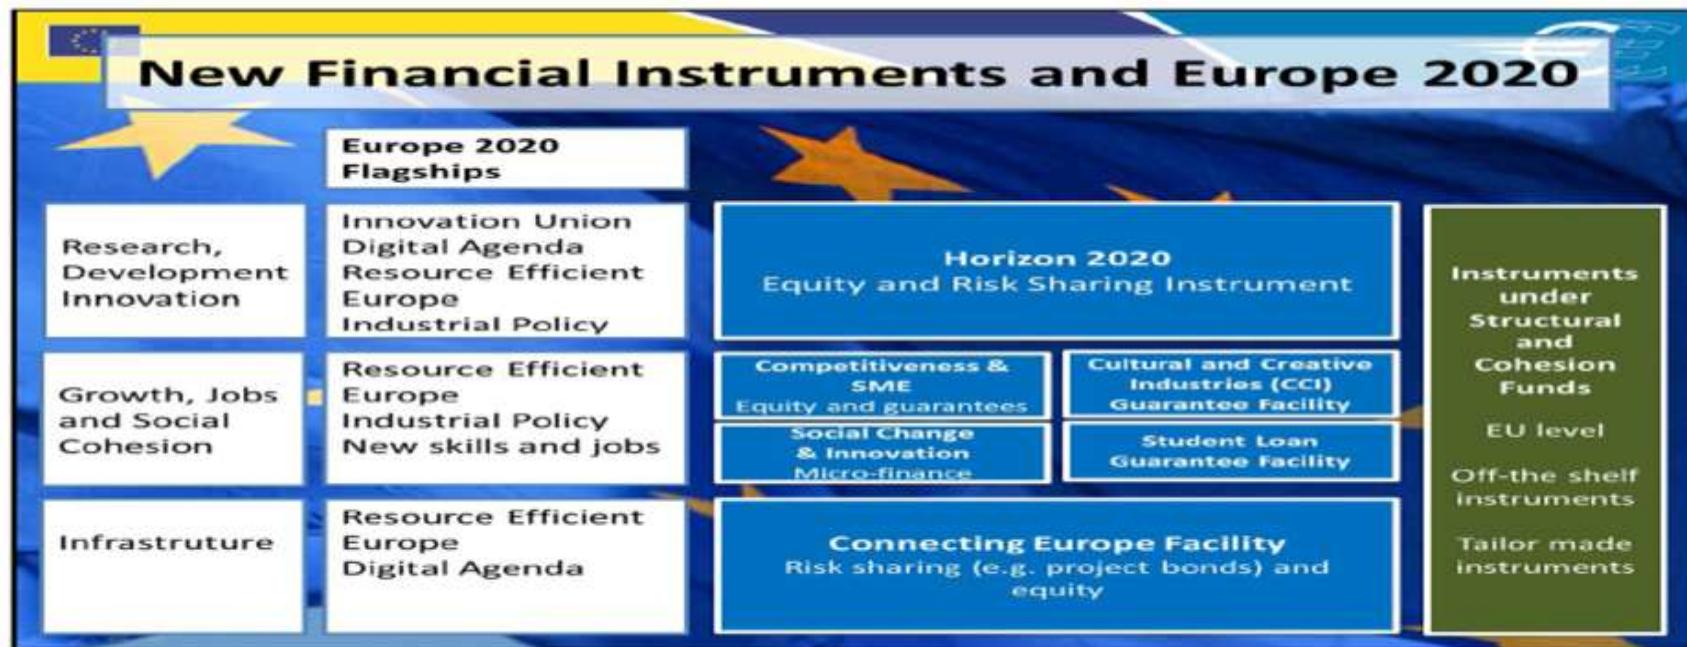 New Financial Instruments and Europe 2020
Europe 2020
Flagships
Research,
Development
Innovation
Innovation Union
Digital Agenda
Resource Efficient
Europe
Industrial Policy
Horizon 2020
Equity and Risk Sharing Instrument
Growth, Jobs
and Social
Cohesion
Resource Efficient
Europe
Industrial Policy
New skills and jobs
Competitiveness &
SME
Equity and guarantees
Cultural and Creative
Industries (CCI)
Guarantee Facility
Social Change
& Innovation
Micro-finance
Student Loan
Guarantee Facility
Infrastruture
Resource Efficient
Europe
Digital Agenda
Connecting Europe Facility
Risk sharing (e.g. project bonds) and
equity
Instruments
under
Structural
and
Cohesion
Funds
EU level
Off-the shelf
instruments
Tailor made
instruments